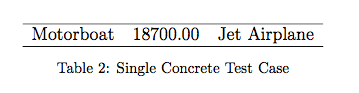 Motorboat 18700.00 Jet Airplane
Table 2: Single Concrete Test Case